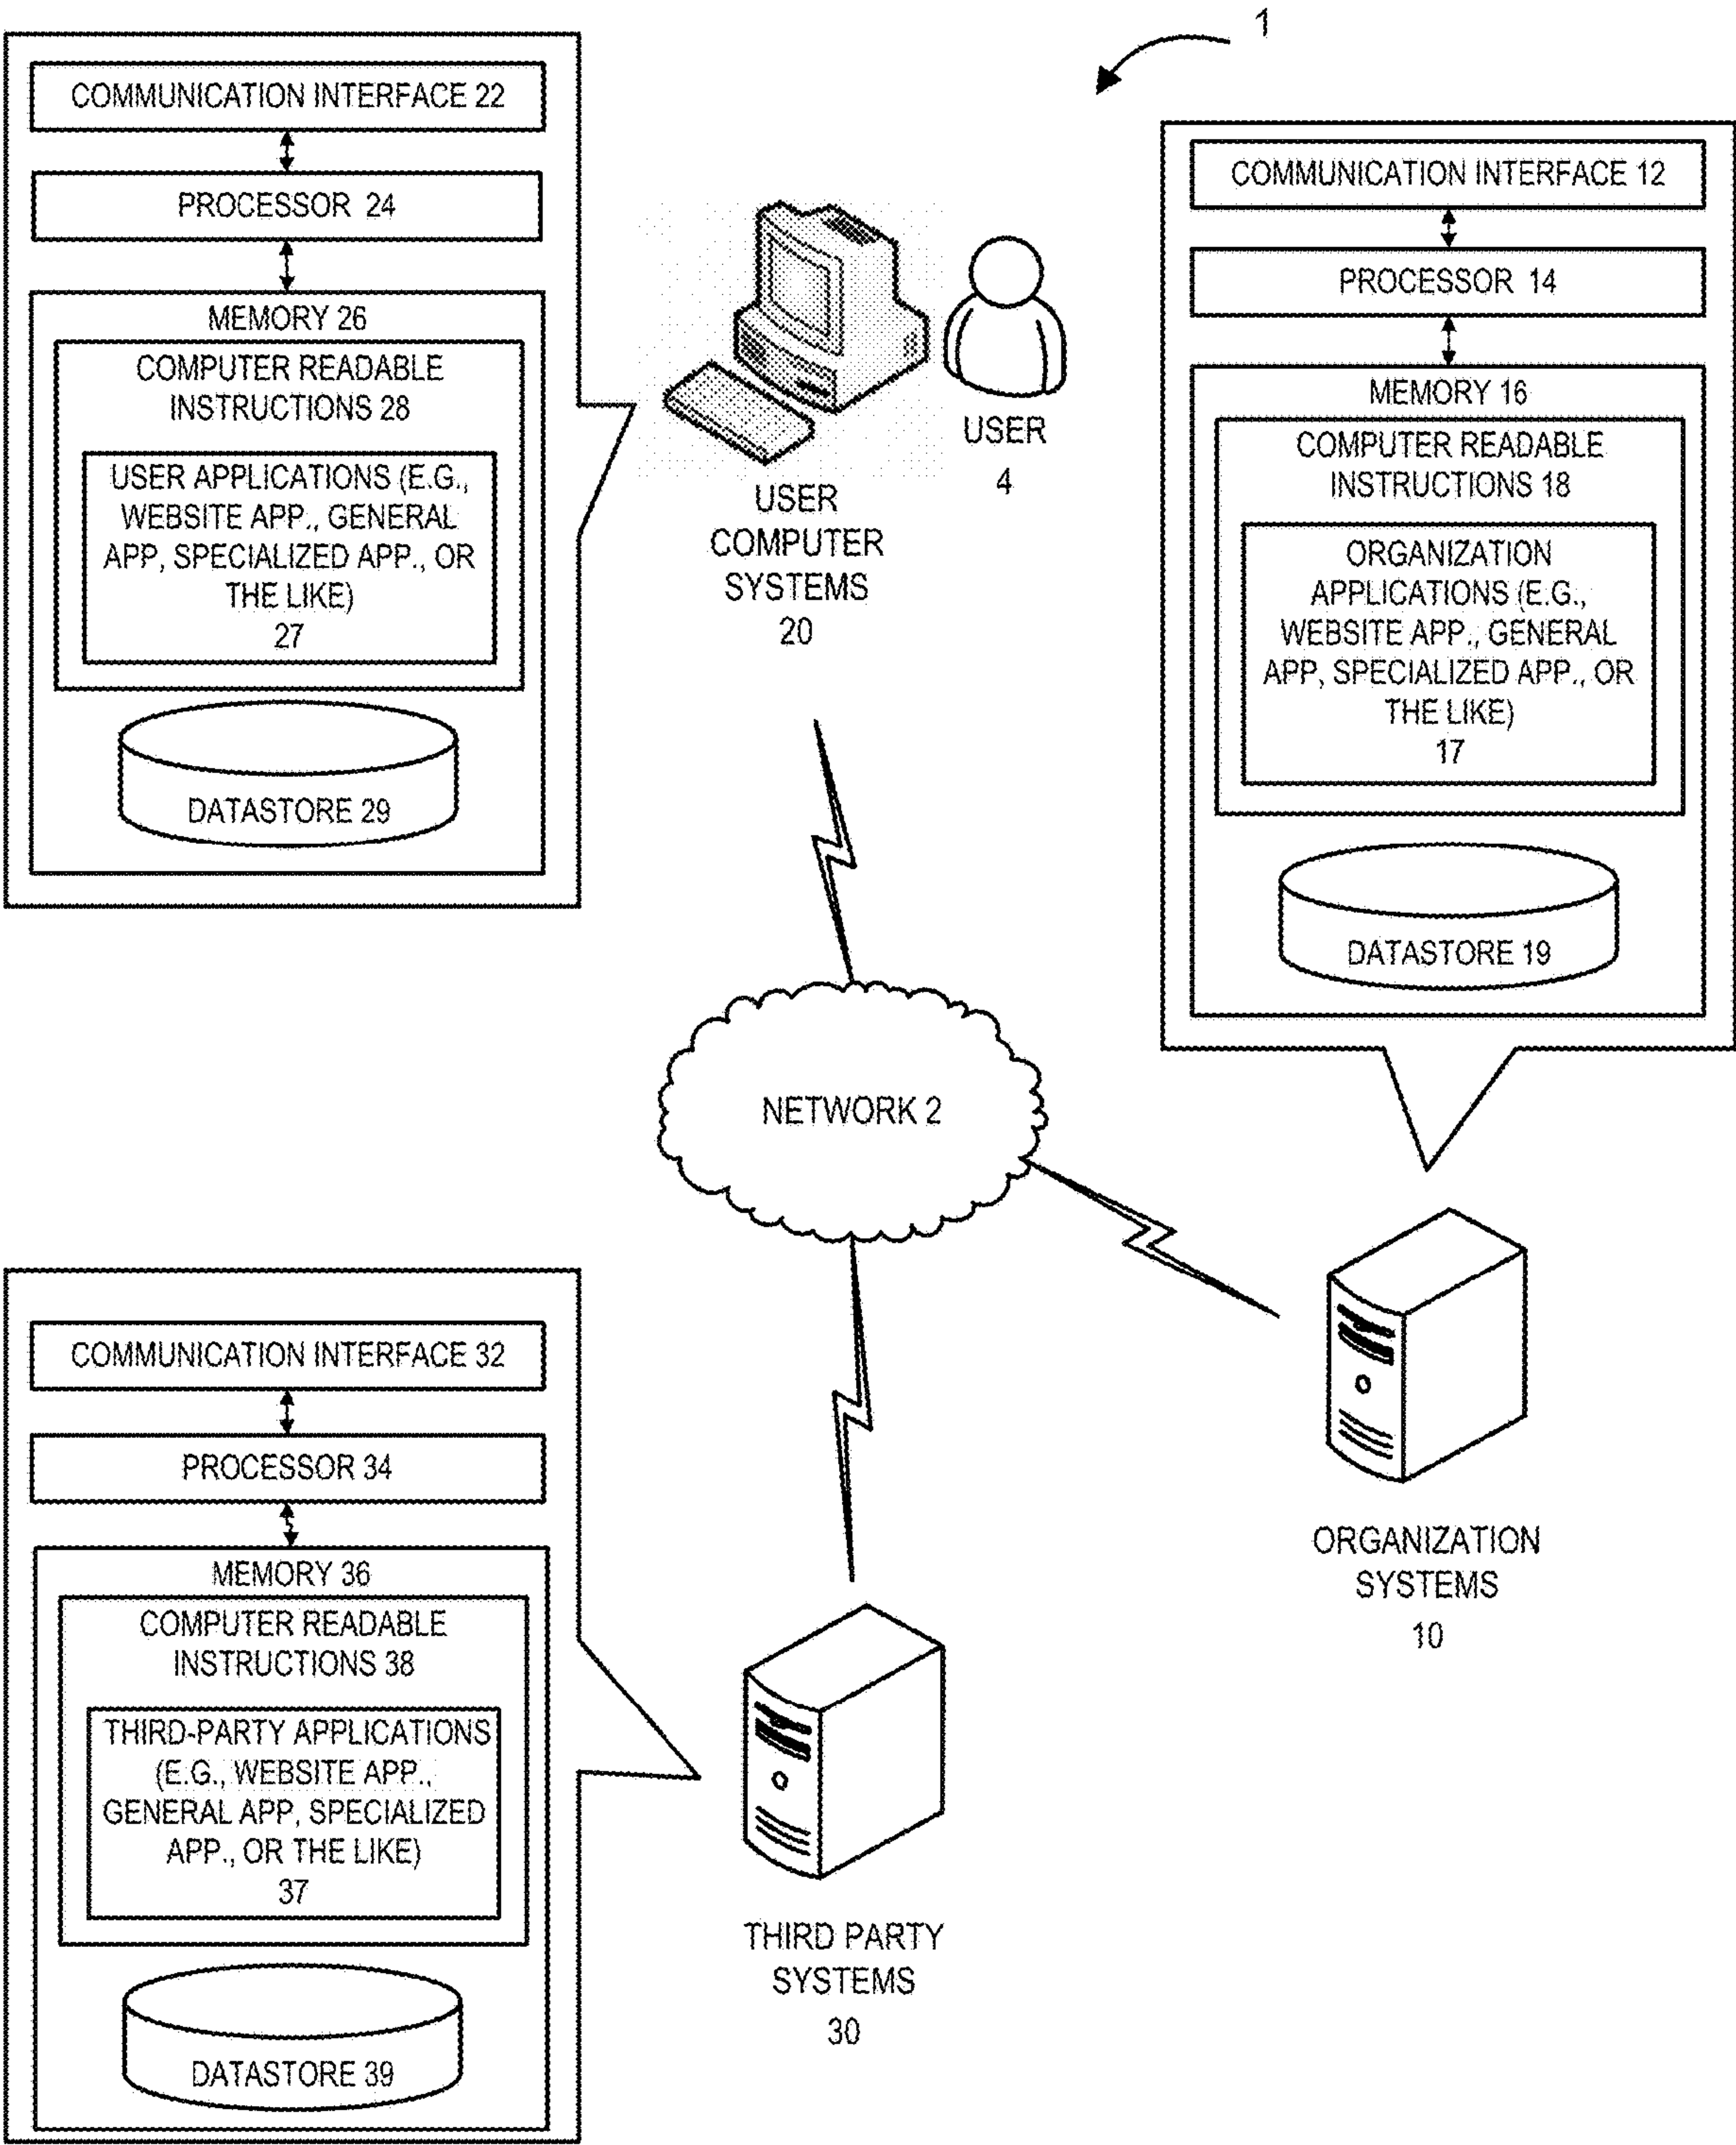 1
COMMUNICATION INTERFACE 22
PROCESSOR 24
MEMORY 26
COMPUTER READABLE
INSTRUCTIONS 28
USER APPLICATIONS (E.G.,
WEBSITE APP., GENERAL
APP, SPECIALIZED APP., OR
THE LIKE)
27
DATASTORE 29
USER
4
USER
COMPUTER
SYSTEMS
20
COMMUNICATION INTERFACE 12
PROCESSOR 14
MEMORY 16
COMPUTER READABLE
INSTRUCTIONS 18
ORGANIZATION
APPLICATIONS (E.G.,
WEBSITE APP., GENERAL
APP, SPECIALIZED APP., OR
THE LIKE)
17
DATASTORE 19
NETWORK 2
ORGANIZATION
SYSTEMS
10
COMMUNICATION INTERFACE 32
PROCESSOR 34
MEMORY 36
COMPUTER READABLE
INSTRUCTIONS 38
THIRD-PARTY APPLICATIONS
(E.G., WEBSITE APP.,
GENERAL APP, SPECIALIZED
APP., OR THE LIKE)
37
DATASTORE 39
THIRD PARTY
SYSTEMS
30